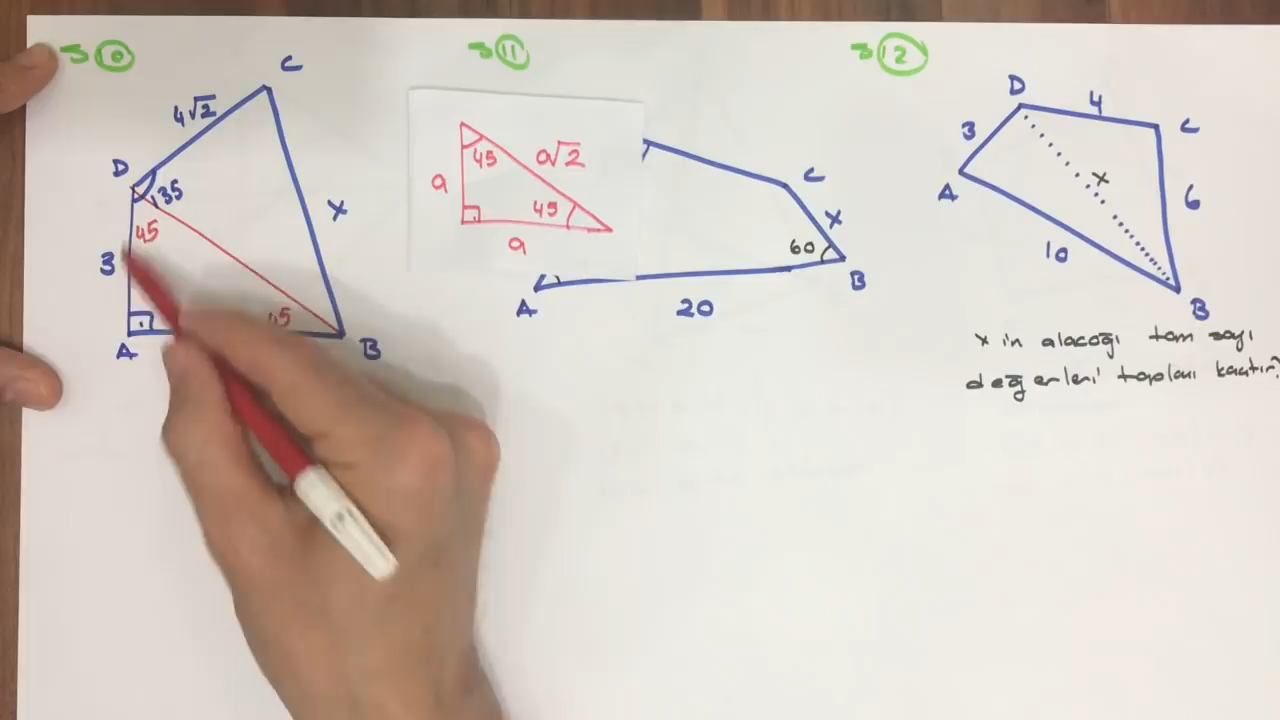 S 10
C
4√2
D
135
45
x
3
45
A
B
S 11
45
a√2
a
45
a
C
x
60
A
B
20
S 12
D
4
C
3
x
A
6
10
B
x in alacağı tam sayı
değerleri toplamı kaçtır?